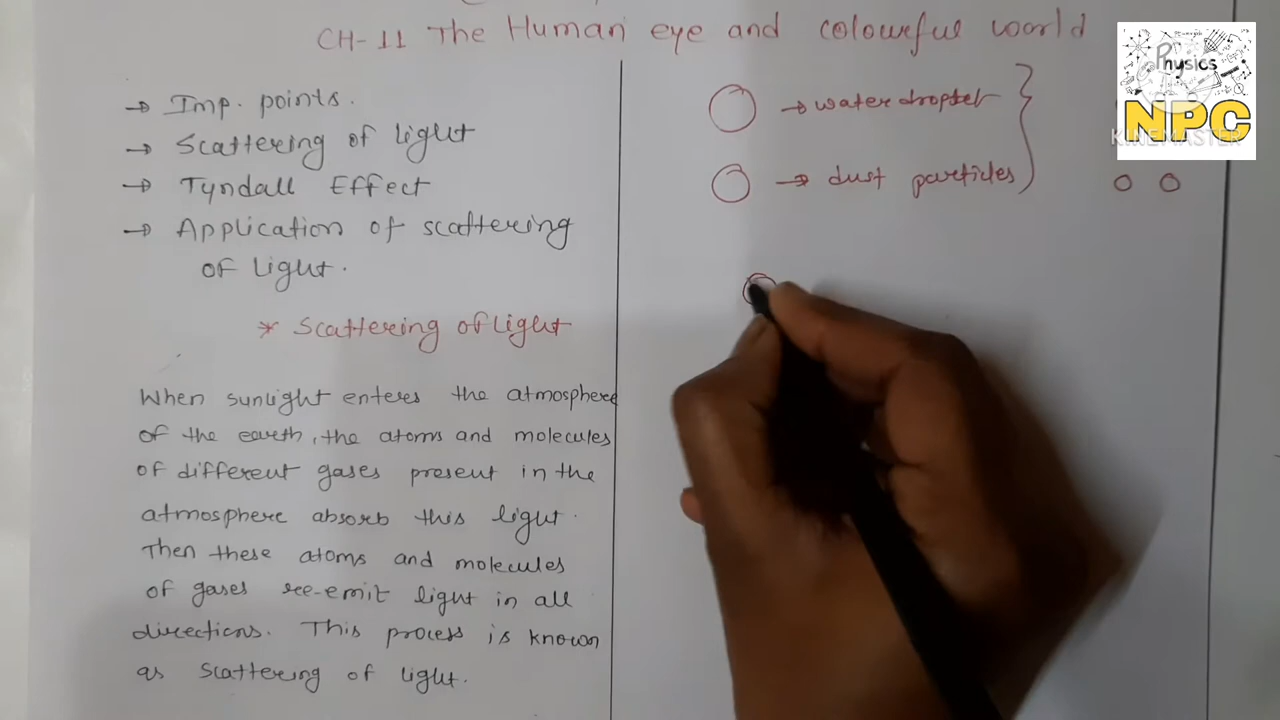 CH-11 The Human eye and colourful world
→ Imp. points.
→ Scattering of light
→ Tyndall Effect
→ Application of scattering
of light.
* Scattering of light
When sunlight enters the atmosphere
of the earth, the atoms and molecules
of different gases present in the
atmosphere absorb this light.
Then these atoms and molecules
of gases re-emit light in all
directions. This process is known
as scattering of light.
→ water droplet
→ dust particles
Physics
NPC
KINEMASTER